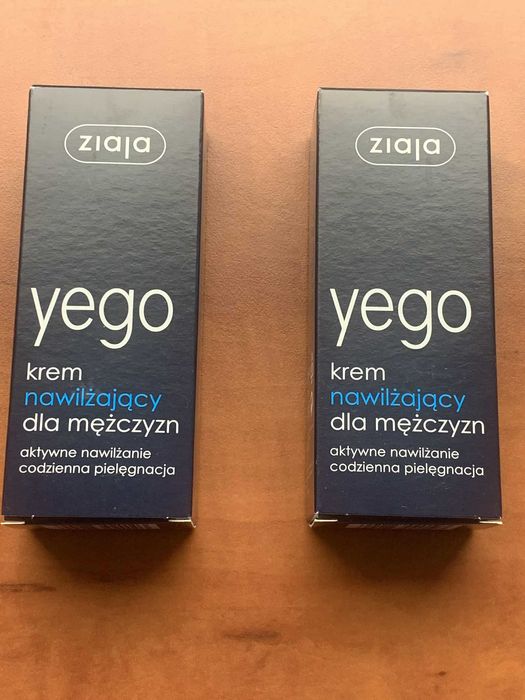 ziaja
yego
krem
nawilżający
dla mężczyzn
aktywne nawilżanie
codzienna pielęgnacja
ziaja
yego
krem
nawilżający
dla mężczyzn
aktywne nawilżanie
codzienna pielęgnacja